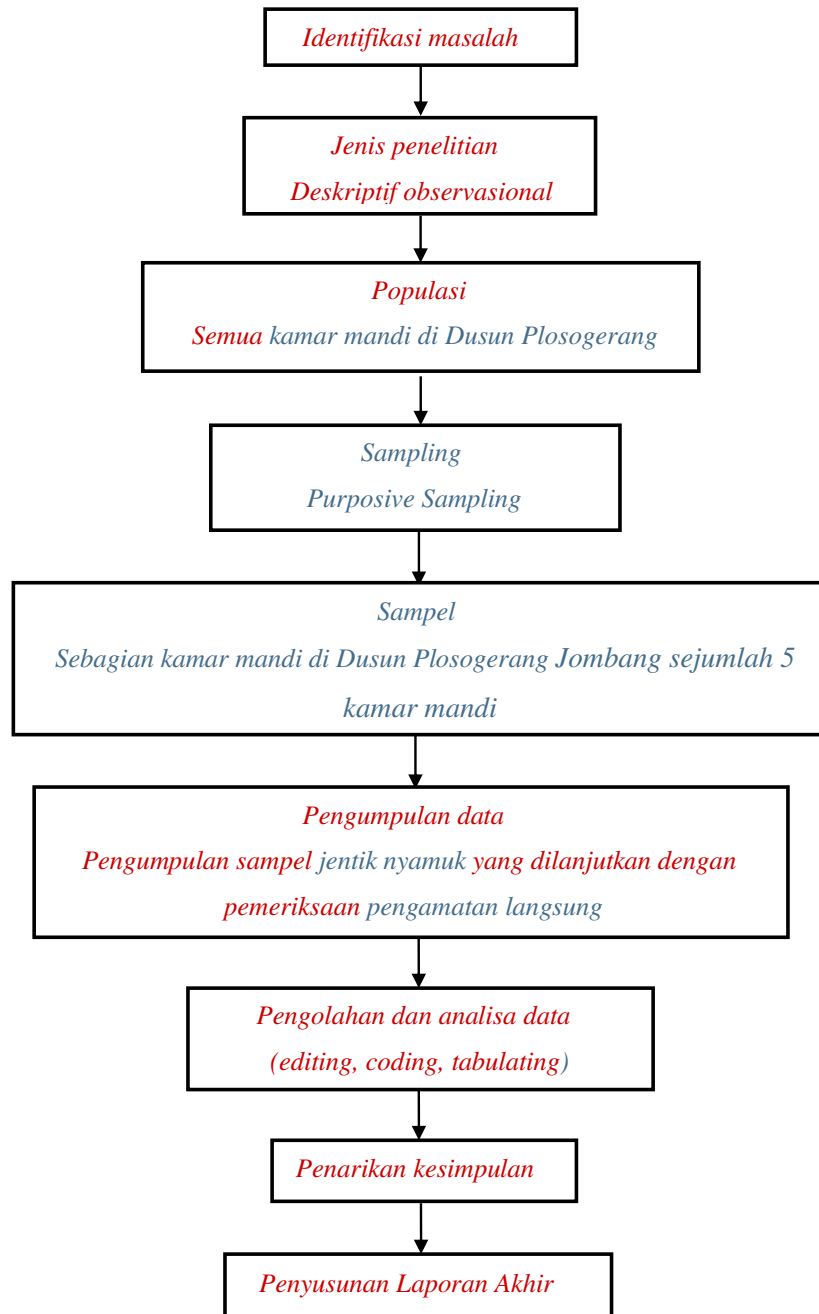 Identifikasi masalah
Jenis penelitian
Deskriptif observasional
Populasi
Semua kamar mandi di Dusun Plosogerang
Sampling
Purposive Sampling
Sampel
Sebagian kamar mandi di Dusun Plosogerang Jombang sejumlah 5
kamar mandi
Pengumpulan data
Pengumpulan sampel jentik nyamuk yang dilanjutkan dengan
pemeriksaan pengamatan langsung
Pengolahan dan analisa data
(editing, coding, tabulating)
Penarikan kesimpulan
Penyusunan Laporan Akhir